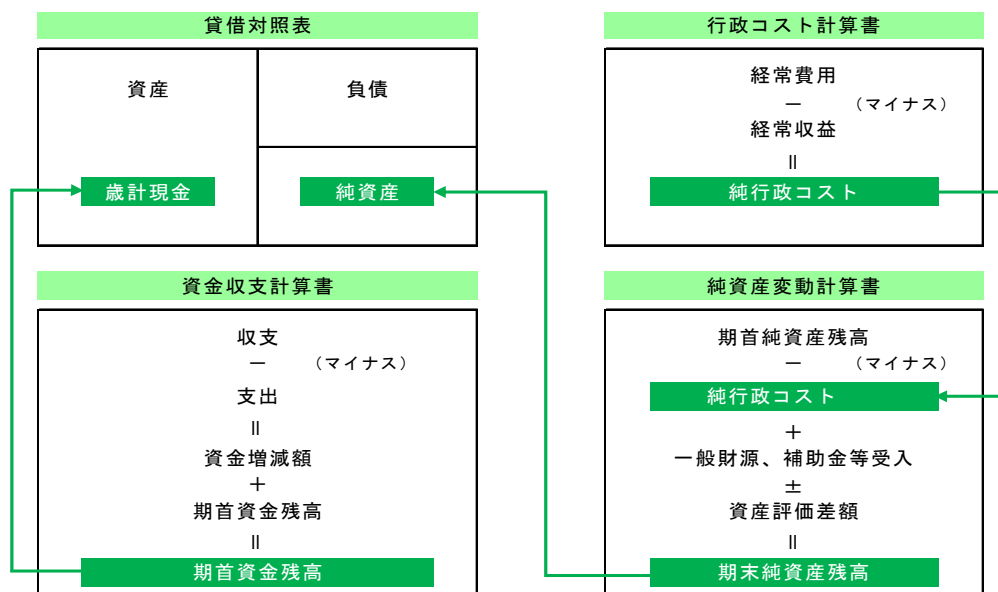 貸借対照表
資産
負債
歳計現金
純資産
行政コスト計算書
経常費用
－ （マイナス）
経常収益
＝
純行政コスト
資金収支計算書
収支
－ （マイナス）
支出
＝
資金増減額
＋
期首資金残高
＝
期首資金残高
純資産変動計算書
期首純資産残高
－ （マイナス）
純行政コスト
＋
一般財源、補助金等受入
±
資産評価差額
＝
期末純資産残高